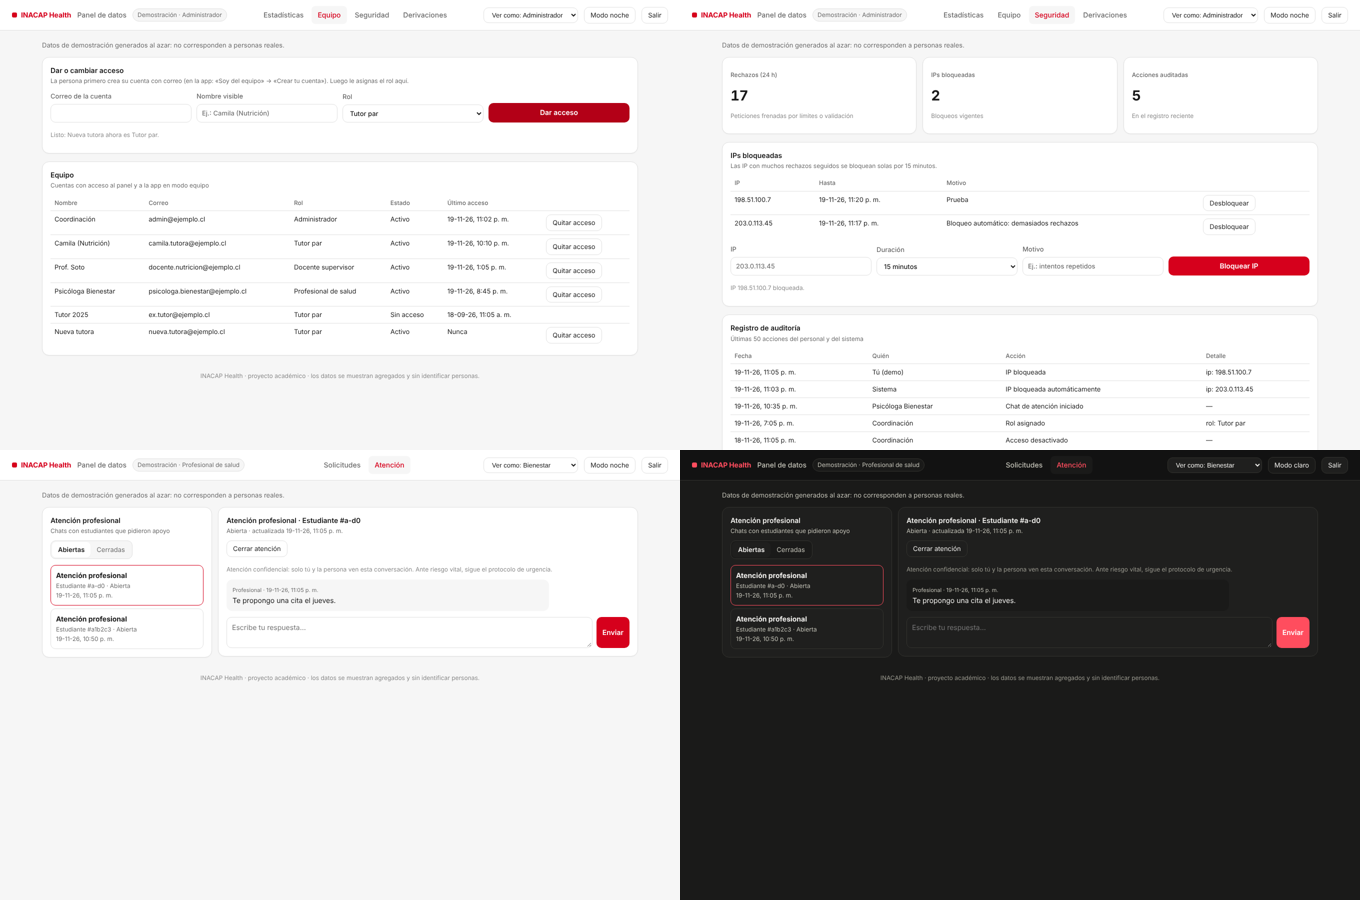 INACAP Health Panel de datos Demostración · Administrador Estadísticas Equipo Seguridad Derivaciones Ver como: Administrador Modo noche Salir
Datos de demostración generados al azar: no corresponden a personas reales.
Dar o cambiar acceso
La persona primero crea su cuenta con correo (en la app: «Soy del equipo» → «Crear tu cuenta»). Luego le asignas el rol aquí.
Correo de la cuenta Nombre visible Rol
Ej.: Camila (Nutrición) Tutor par Dar acceso
Listo: Nueva tutora ahora es Tutor par.
Equipo
Cuentas con acceso al panel y a la app en modo equipo
Nombre Correo Rol Estado Último acceso
Coordinación admin@ejemplo.cl Administrador Activo 19-11-26, 11:02 p. m. Quitar acceso
Camila (Nutrición) camila.tutora@ejemplo.cl Tutor par Activo 19-11-26, 10:10 p. m. Quitar acceso
Prof. Soto docente.nutricion@ejemplo.cl Docente supervisor Activo 19-11-26, 1:05 p. m. Quitar acceso
Psicóloga Bienestar psicologa.bienestar@ejemplo.cl Profesional de salud Activo 19-11-26, 8:45 p. m. Quitar acceso
Tutor 2025 ex.tutor@ejemplo.cl Tutor par Sin acceso 18-09-26, 11:05 a. m.
Nueva tutora nueva.tutora@ejemplo.cl Tutor par Activo Nunca Quitar acceso
INACAP Health · proyecto académico · los datos se muestran agregados y sin identificar personas.
INACAP Health Panel de datos Demostración · Administrador Estadísticas Equipo Seguridad Derivaciones Ver como: Administrador Modo noche Salir
Datos de demostración generados al azar: no corresponden a personas reales.
Rechazos (24 h) IPs bloqueadas Acciones auditadas
17 2 5
Peticiones frenadas por límites o validación Bloqueos vigentes En el registro reciente
IPs bloqueadas
Las IP con muchos rechazos seguidos se bloquean solas por 15 minutos.
IP Hasta Motivo
198.51.100.7 19-11-26, 11:20 p. m. Prueba Desbloquear
203.0.113.45 19-11-26, 11:17 p. m. Bloqueo automático: demasiados rechazos Desbloquear
IP Duración Motivo
203.0.113.45 15 minutos Ej.: intentos repetidos Bloquear IP
IP 198.51.100.7 bloqueada.
Registro de auditoría
Últimas 50 acciones del personal y del sistema
Fecha Quién Acción Detalle
19-11-26, 11:05 p. m. Tú (demo) IP bloqueada ip: 198.51.100.7
19-11-26, 11:03 p. m. Sistema IP bloqueada automáticamente ip: 203.0.113.45
19-11-26, 10:35 p. m. Psicóloga Bienestar Chat de atención iniciado —
19-11-26, 7:05 p. m. Coordinación Rol asignado rol: Tutor par
18-11-26, 11:05 p. m. Coordinación Acceso desactivado —
INACAP Health Panel de datos Demostración · Profesional de salud Solicitudes Atención Ver como: Bienestar Modo noche Salir
Datos de demostración generados al azar: no corresponden a personas reales.
Atención profesional
Chats con estudiantes que pidieron apoyo
Abiertas Cerradas
Atención profesional
Estudiante #a-d0 · Abierta
19-11-26, 11:05 p. m.
Atención profesional
Estudiante #a1b2c3 · Abierta
19-11-26, 10:50 p. m.
Atención profesional · Estudiante #a-d0
Abierta · actualizada 19-11-26, 11:05 p. m.
Cerrar atención
Atención confidencial: solo tú y la persona ven esta conversación. Ante riesgo vital, sigue el protocolo de urgencia.
Profesional · 19-11-26, 11:05 p. m.
Te propongo una cita el jueves.
Escribe tu respuesta... Enviar
INACAP Health · proyecto académico · los datos se muestran agregados y sin identificar personas.
INACAP Health Panel de datos Demostración · Profesional de salud Solicitudes Atención Ver como: Bienestar Modo claro Salir
Datos de demostración generados al azar: no corresponden a personas reales.
Atención profesional
Chats con estudiantes que pidieron apoyo
Abiertas Cerradas
Atención profesional
Estudiante #a-d0 · Abierta
19-11-26, 11:05 p. m.
Atención profesional
Estudiante #a1b2c3 · Abierta
19-11-26, 10:50 p. m.
Atención profesional · Estudiante #a-d0
Abierta · actualizada 19-11-26, 11:05 p. m.
Cerrar atención
Atención confidencial: solo tú y la persona ven esta conversación. Ante riesgo vital, sigue el protocolo de urgencia.
Profesional · 19-11-26, 11:05 p. m.
Te propongo una cita el jueves.
Escribe tu respuesta... Enviar
INACAP Health · proyecto académico · los datos se muestran agregados y sin identificar personas.